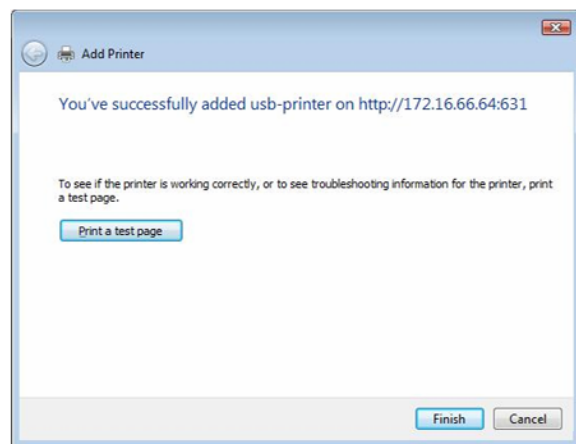 Add Printer
You've successfully added usb-printer on http://172.16.66.64:631
To see if the printer is working correctly, or to see troubleshooting information for the printer, print
a test page.
Print a test page
Finish Cancel